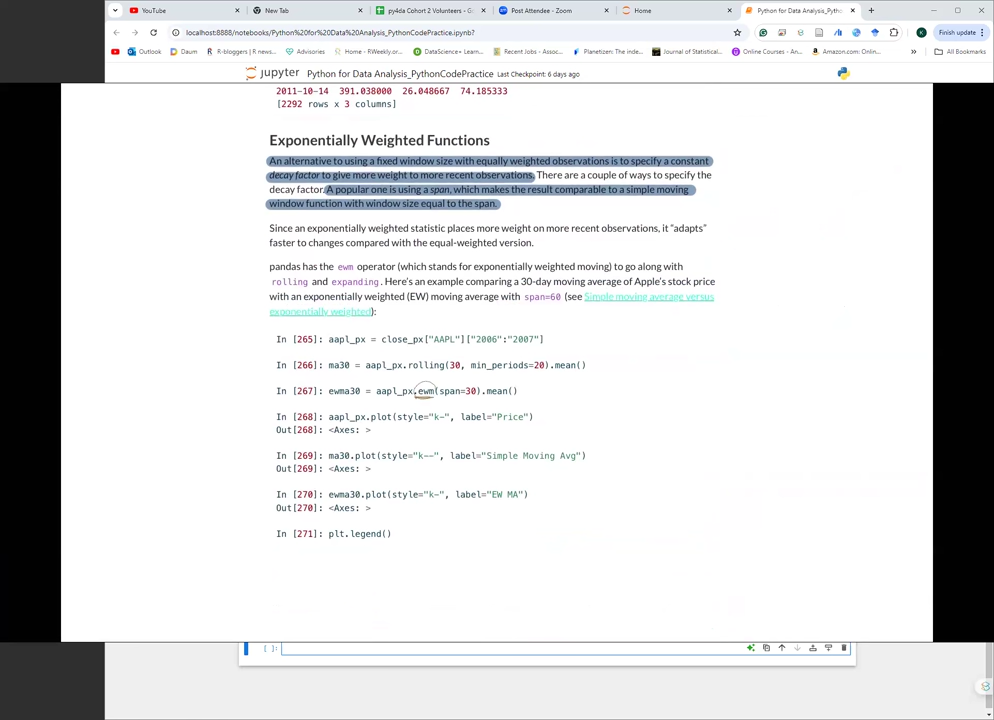 YouTube
New Tab
py4da Cohort 2 Volunteers - G
Post Attendee - Zoom
Home
Python for Data Analysis_Pytho
localhost:8888/notebooks/Python%20for%20Data%20Analysis_PythonCodePractice.ipynb?
K
Finish update
Outlook
Daum
R-bloggers | R news...
Advisories
Home - RWeekly.or...
DataScience+ Learn...
Recent Jobs - Assoc...
Planetizen: The inde...
Journal of Statistical...
Online Courses - An...
Amazon.com: Onlin...
»
All Bookmarks
jupyter Python for Data Analysis_PythonCodePractice Last Checkpoint: 6 days ago
2011-10-14 391.038000 26.048667 74.185333
[2292 rows x 3 columns]
Exponentially Weighted Functions
An alternative to using a fixed window size with equally weighted observations is to specify a constant
decay factor to give more weight to more recent observations. There are a couple of ways to specify the
decay factor. A popular one is using a span, which makes the result comparable to a simple moving
window function with window size equal to the span.
Since an exponentially weighted statistic places more weight on more recent observations, it “adapts”
faster to changes compared with the equal-weighted version.
pandas has the ewm operator (which stands for exponentially weighted moving) to go along with
rolling and expanding. Here’s an example comparing a 30-day moving average of Apple’s stock price
with an exponentially weighted (EW) moving average with span=60 (see Simple moving average versus
exponentially weighted):
In [265]: aapl_px = close_px["AAPL"]["2006":"2007"]
In [266]: ma30 = aapl_px.rolling(30, min_periods=20).mean()
In [267]: ewma30 = aapl_px.ewm(span=30).mean()
In [268]: aapl_px.plot(style="k-", label="Price")
Out[268]: <Axes: >
In [269]: ma30.plot(style="k--", label="Simple Moving Avg")
Out[269]: <Axes: >
In [270]: ewma30.plot(style="k-", label="EW MA")
Out[270]: <Axes: >
In [271]: plt.legend()
[ ]: